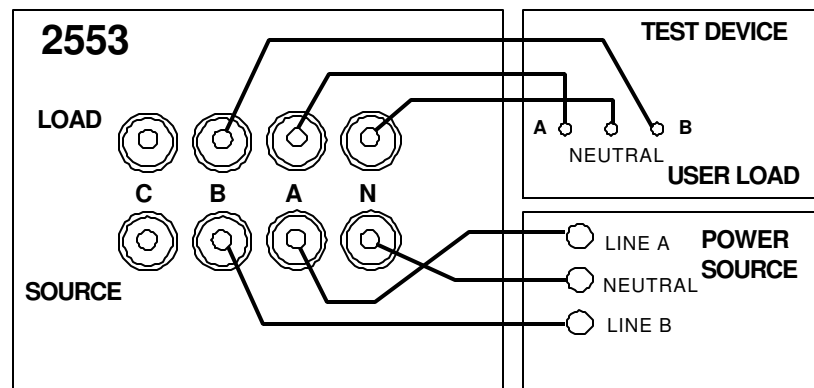 2553
LOAD
C B A N
SOURCE
TEST DEVICE
A B
NEUTRAL
USER LOAD
LINE A
NEUTRAL
LINE B
POWER
SOURCE